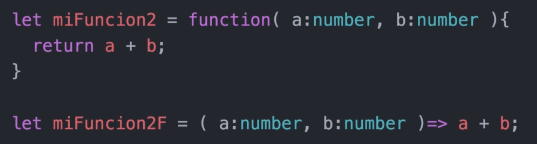 let miFuncion2 = function( a:number, b:number ){
  return a + b;
}

let miFuncion2F = ( a:number, b:number )=> a + b;